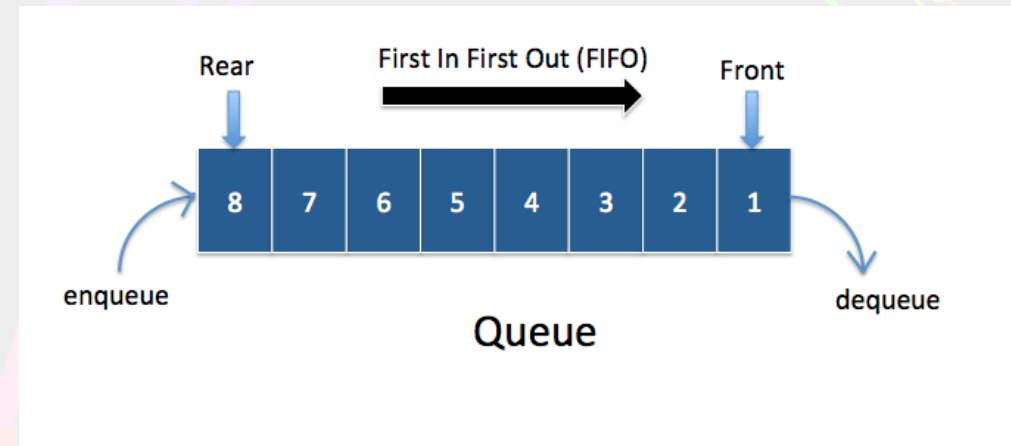 Rear
First In First Out (FIFO)
Front
8 7 6 5 4 3 2 1
enqueue
dequeue
Queue